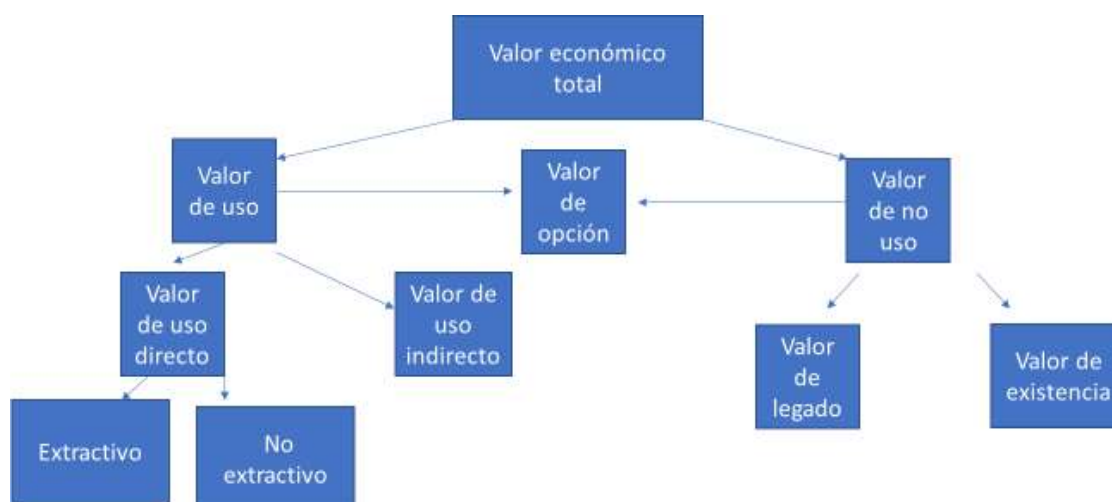 Valor económico
total
Valor
de uso
Valor
de
opción
Valor
de no
uso
Valor
de uso
directo
Valor de
uso
indirecto
Valor
de
legado
Valor de
existencia
Extractivo
No
extractivo